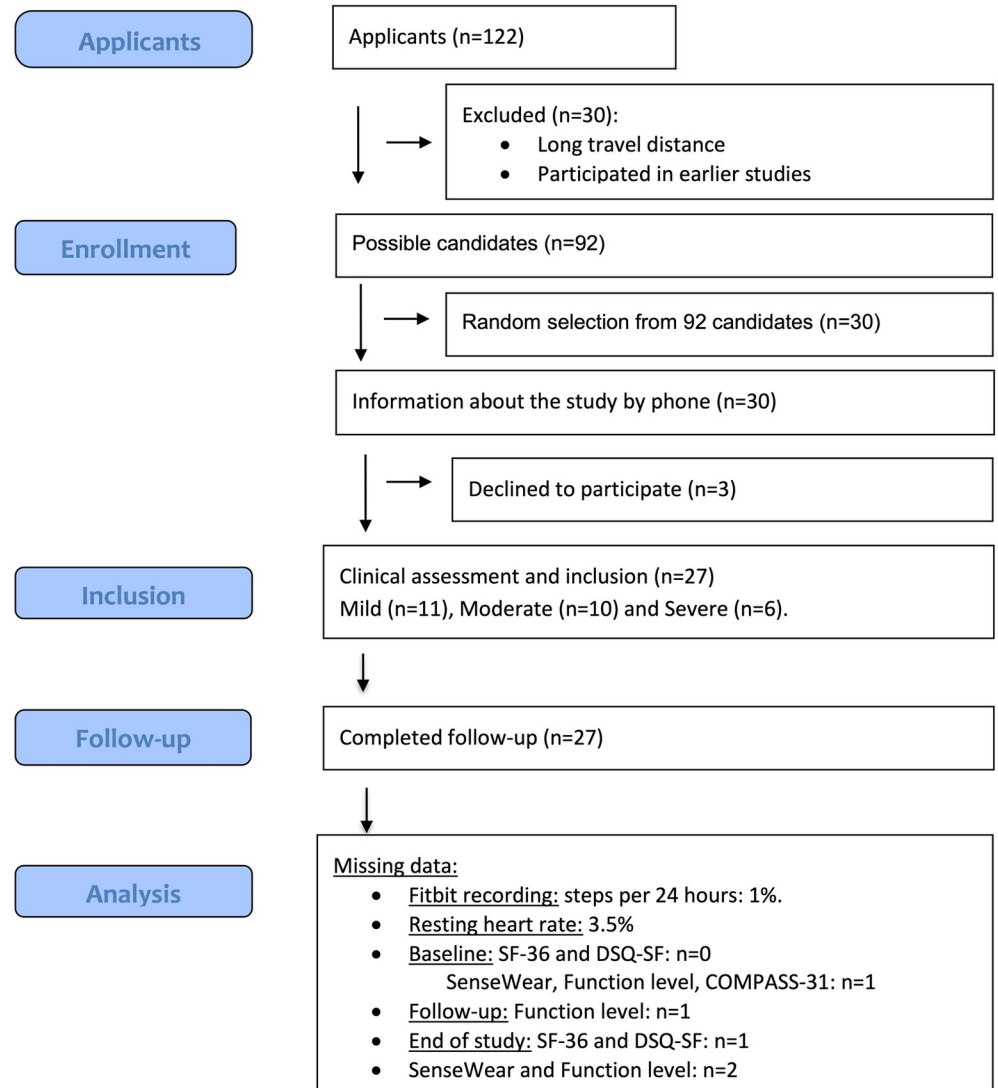 Applicants
Applicants (n=122)
Excluded (n=30):
• Long travel distance
• Participated in earlier studies
Enrollment
Possible candidates (n=92)
Random selection from 92 candidates (n=30)
Information about the study by phone (n=30)
Declined to participate (n=3)
Inclusion
Clinical assessment and inclusion (n=27)
Mild (n=11), Moderate (n=10) and Severe (n=6).
Follow-up
Completed follow-up (n=27)
Analysis
Missing data:
• Fitbit recording: steps per 24 hours: 1%.
• Resting heart rate: 3.5%
• Baseline: SF-36 and DSQ-SF: n=0
SenseWear, Function level, COMPASS-31: n=1
• Follow-up: Function level: n=1
• End of study: SF-36 and DSQ-SF: n=1
• SenseWear and Function level: n=2